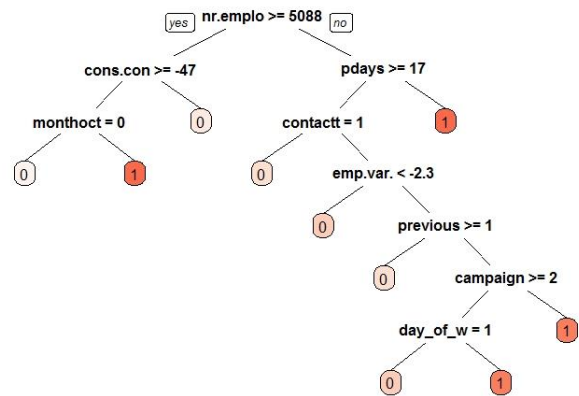 yes nr.emplo >= 5088 no
cons.con >= -47 pdays >= 17
monthoct = 0 0 contactt = 1 1
0 1 0 emp.var. < -2.3
0 previous >= 1
0 campaign >= 2
day_of_w = 1 1
0 1